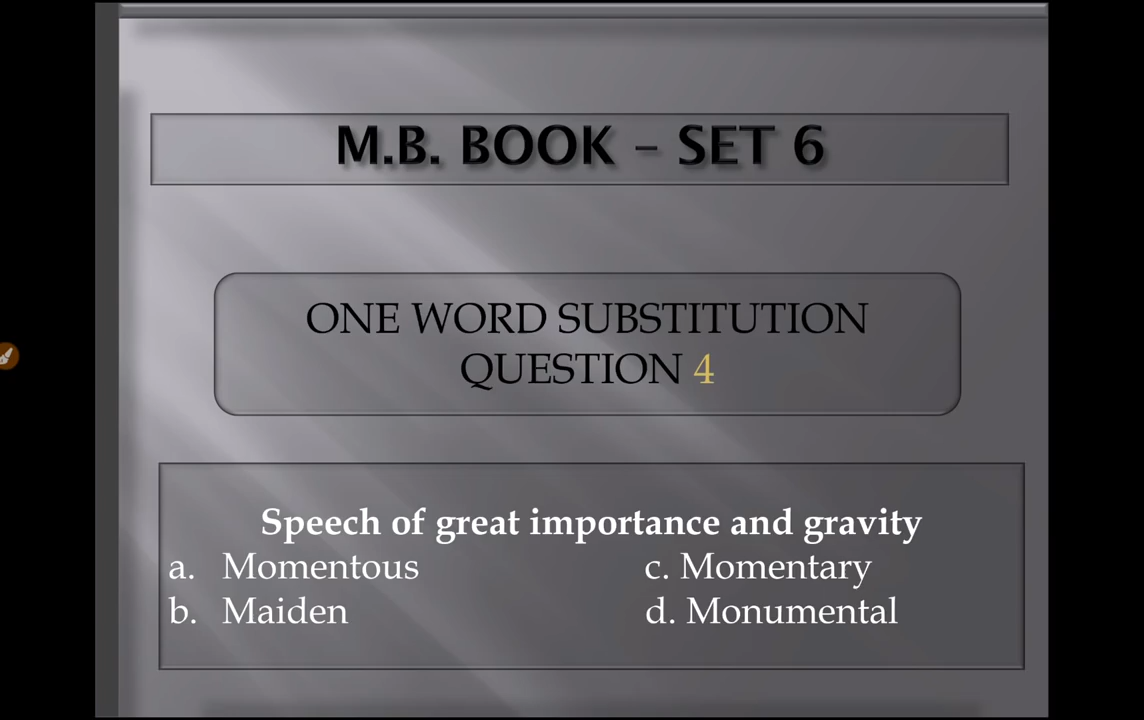 M.B. BOOK – SET 6
ONE WORD SUBSTITUTION
QUESTION 4
Speech of great importance and gravity
a. Momentous c. Momentary
b. Maiden d. Monumental